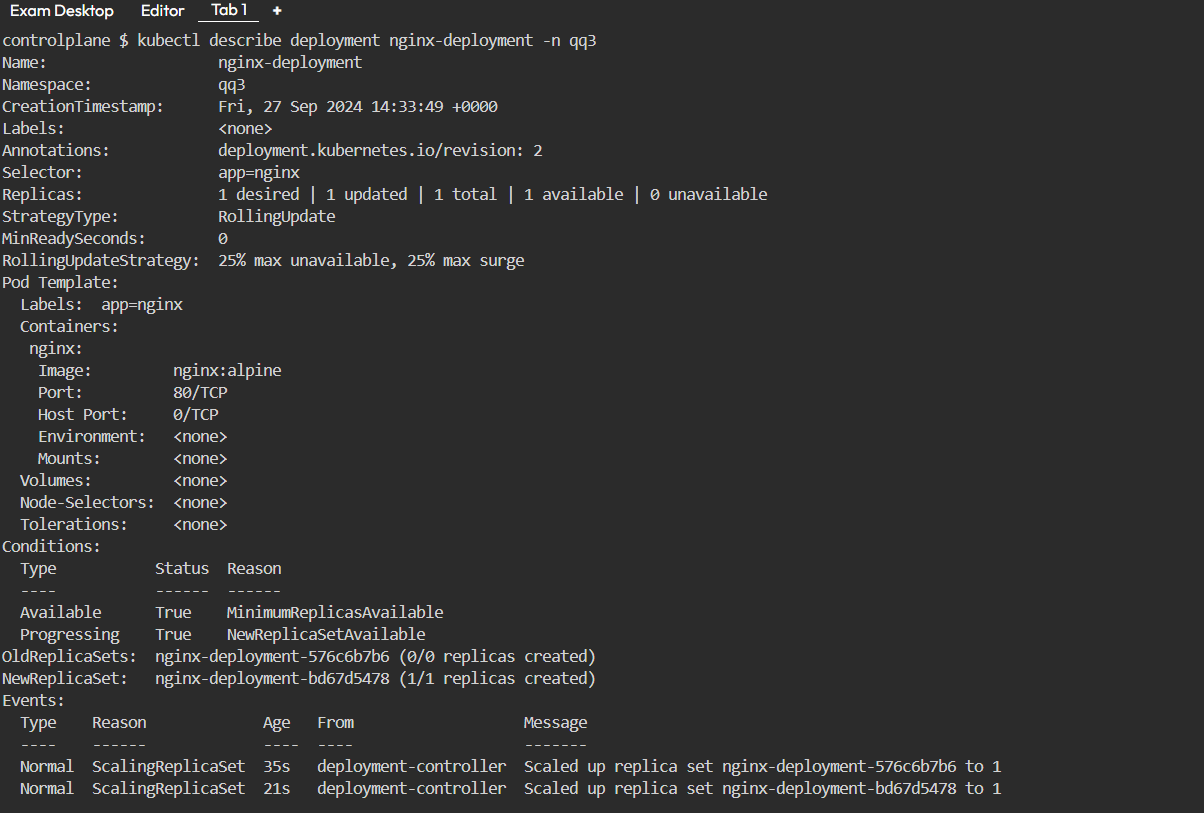 Exam Desktop Editor Tab 1 +
controlplane $ kubectl describe deployment nginx-deployment -n qq3
Name:                   nginx-deployment
Namespace:              qq3
CreationTimestamp:      Fri, 27 Sep 2024 14:33:49 +0000
Labels:                 <none>
Annotations:            deployment.kubernetes.io/revision: 2
Selector:               app=nginx
Replicas:               1 desired | 1 updated | 1 total | 1 available | 0 unavailable
StrategyType:           RollingUpdate
MinReadySeconds:        0
RollingUpdateStrategy:  25% max unavailable, 25% max surge
Pod Template:
  Labels:  app=nginx
  Containers:
   nginx:
    Image:         nginx:alpine
    Port:          80/TCP
    Host Port:     0/TCP
    Environment:   <none>
    Mounts:        <none>
  Volumes:         <none>
  Node-Selectors:  <none>
  Tolerations:     <none>
Conditions:
  Type           Status  Reason
  ----           ------  ------
  Available      True    MinimumReplicasAvailable
  Progressing    True    NewReplicaSetAvailable
OldReplicaSets:  nginx-deployment-576c6b7b6 (0/0 replicas created)
NewReplicaSet:   nginx-deployment-bd67d5478 (1/1 replicas created)
Events:
  Type    Reason             Age   From                   Message
  ----    ------             ----  ----                   -------
  Normal  ScalingReplicaSet  35s   deployment-controller  Scaled up replica set nginx-deployment-576c6b7b6 to 1
  Normal  ScalingReplicaSet  21s   deployment-controller  Scaled up replica set nginx-deployment-bd67d5478 to 1